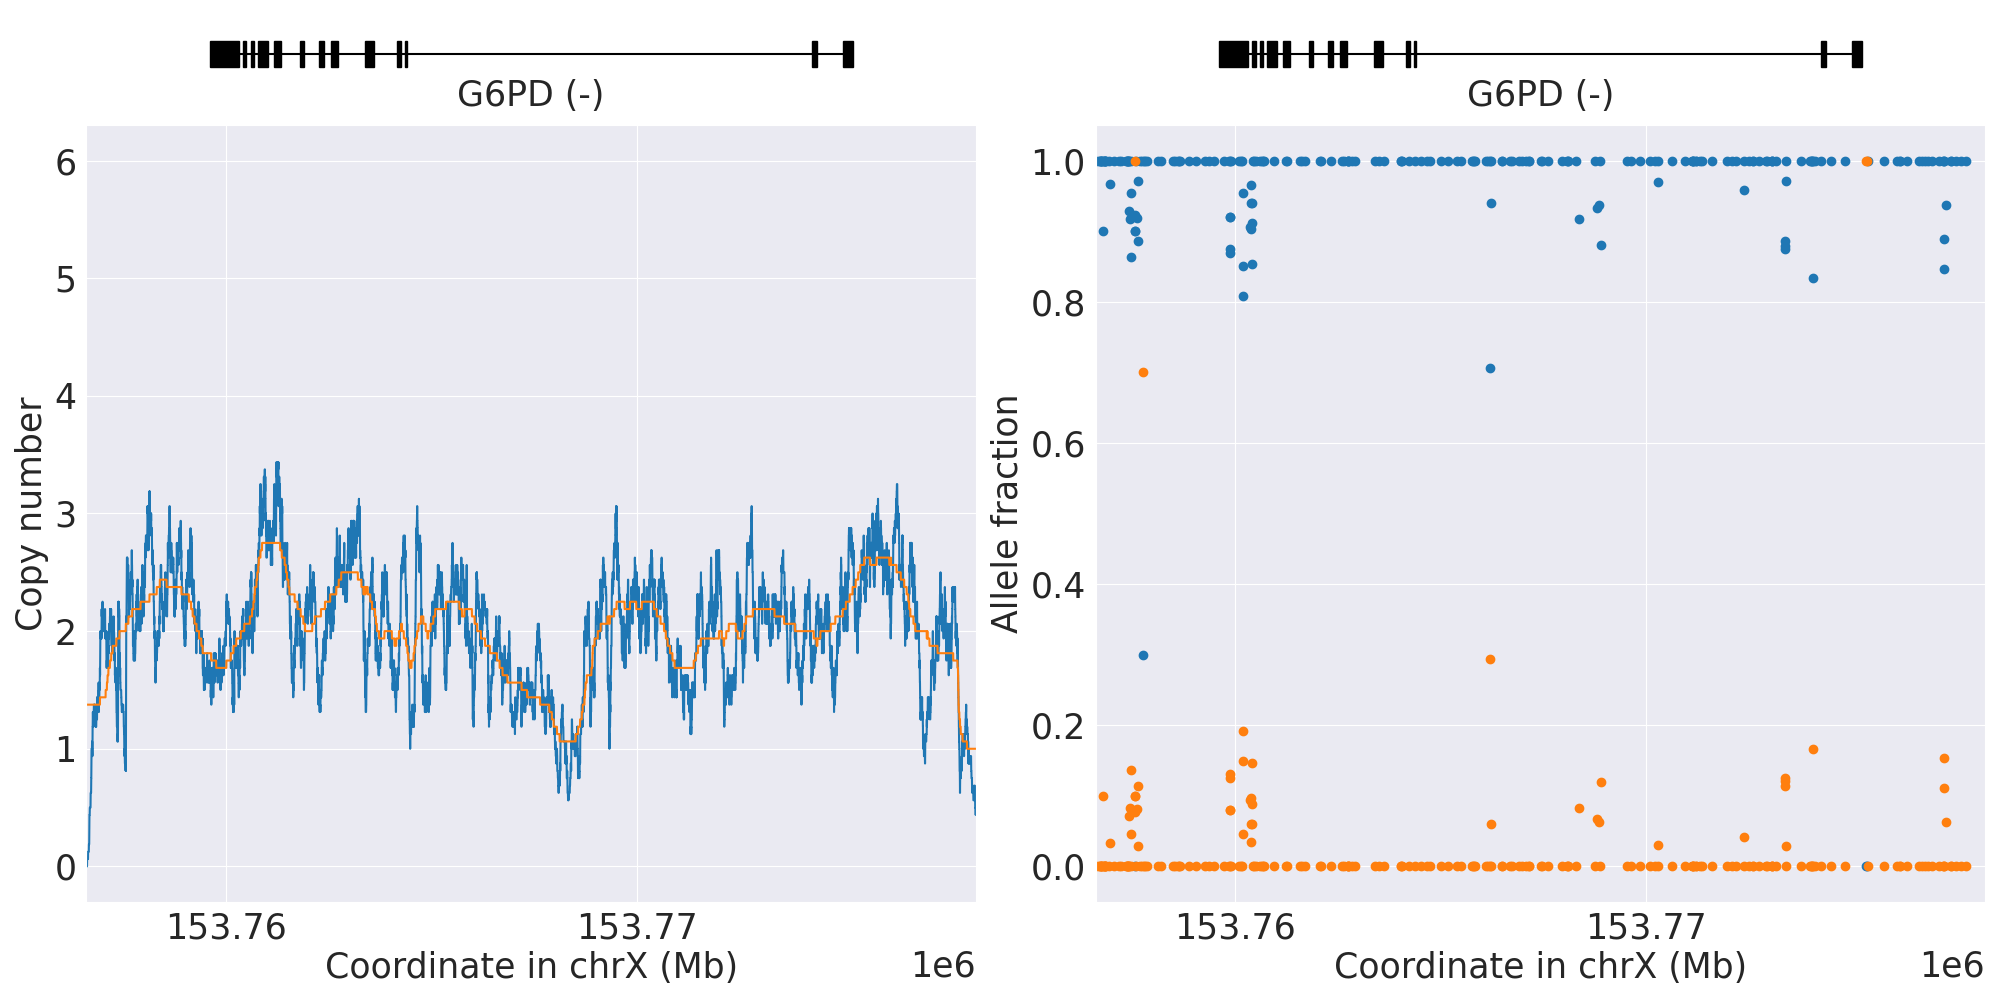 G6PD (-)
6
5
4
3
2
1
0
Copy number
153.76
153.77
Coordinate in chrX (Mb)
1e6
G6PD (-)
1.0
0.8
0.6
0.4
0.2
0.0
Allele fraction
153.76
153.77
Coordinate in chrX (Mb)
1e6